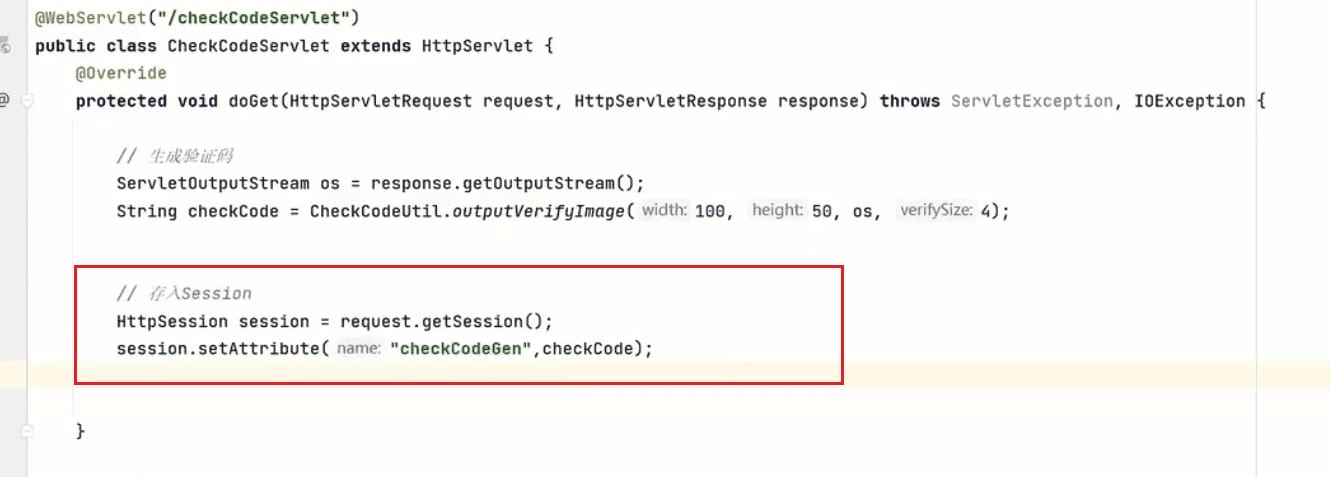 @WebServlet("/checkCodeServlet")
public class CheckCodeServlet extends HttpServlet {
@Override
protected void doGet(HttpServletRequest request, HttpServletResponse response) throws ServletException, IOException {
// 生成验证码
ServletOutputStream os = response.getOutputStream();
String checkCode = CheckCodeUtil.outputVerifyImage( width: 100, height: 50, os, verifySize: 4);
// 存入Session
HttpSession session = request.getSession();
session.setAttribute( name: "checkCodeGen",checkCode);
}